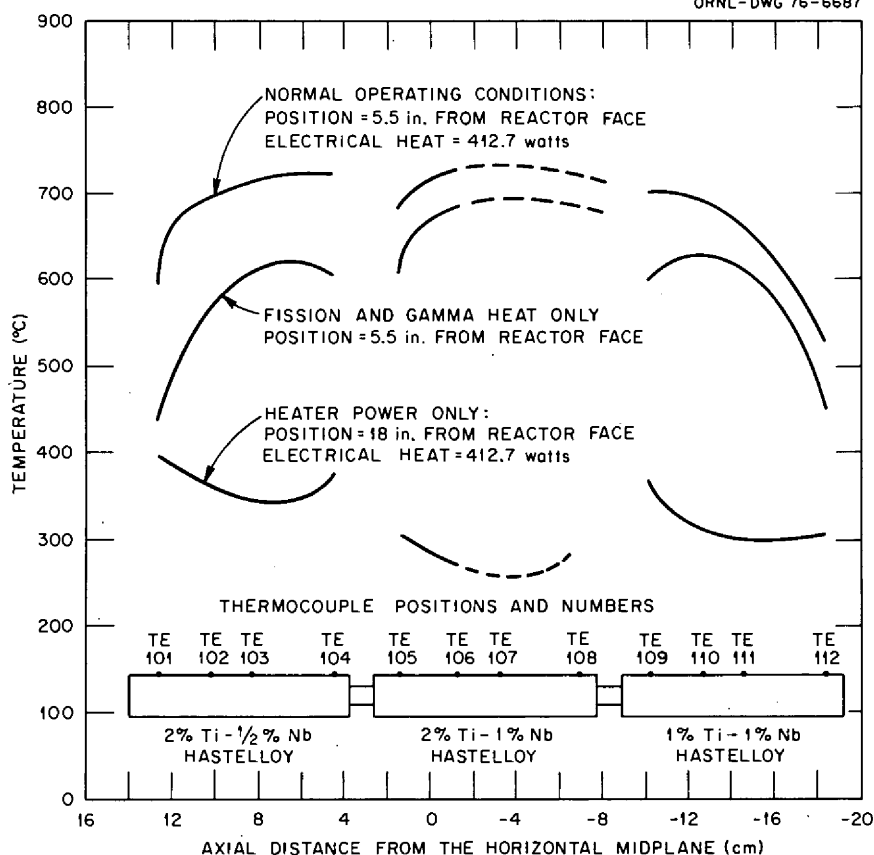 ORNL-DWG 76-6687
900
800
700
600
500
400
300
200
100
0
TEMPERATURE (°C)
NORMAL OPERATING CONDITIONS:
POSITION = 5.5 in. FROM REACTOR FACE
ELECTRICAL HEAT = 412.7 watts
FISSION AND GAMMA HEAT ONLY
POSITION = 5.5 in. FROM REACTOR FACE
HEATER POWER ONLY:
POSITION = 18 in. FROM REACTOR FACE
ELECTRICAL HEAT = 412.7 watts
THERMOCOUPLE POSITIONS AND NUMBERS
TE TE TE TE TE TE TE TE TE TE TE TE
101 102 103 104 105 106 107 108 109 110 111 112
2% Ti - 1/2 % Nb 2% Ti - 1% Nb 1% Ti - 1% Nb
HASTELLOY HASTELLOY HASTELLOY
16 12 8 4 0 -4 -8 -12 -16 -20
AXIAL DISTANCE FROM THE HORIZONTAL MIDPLANE (cm)